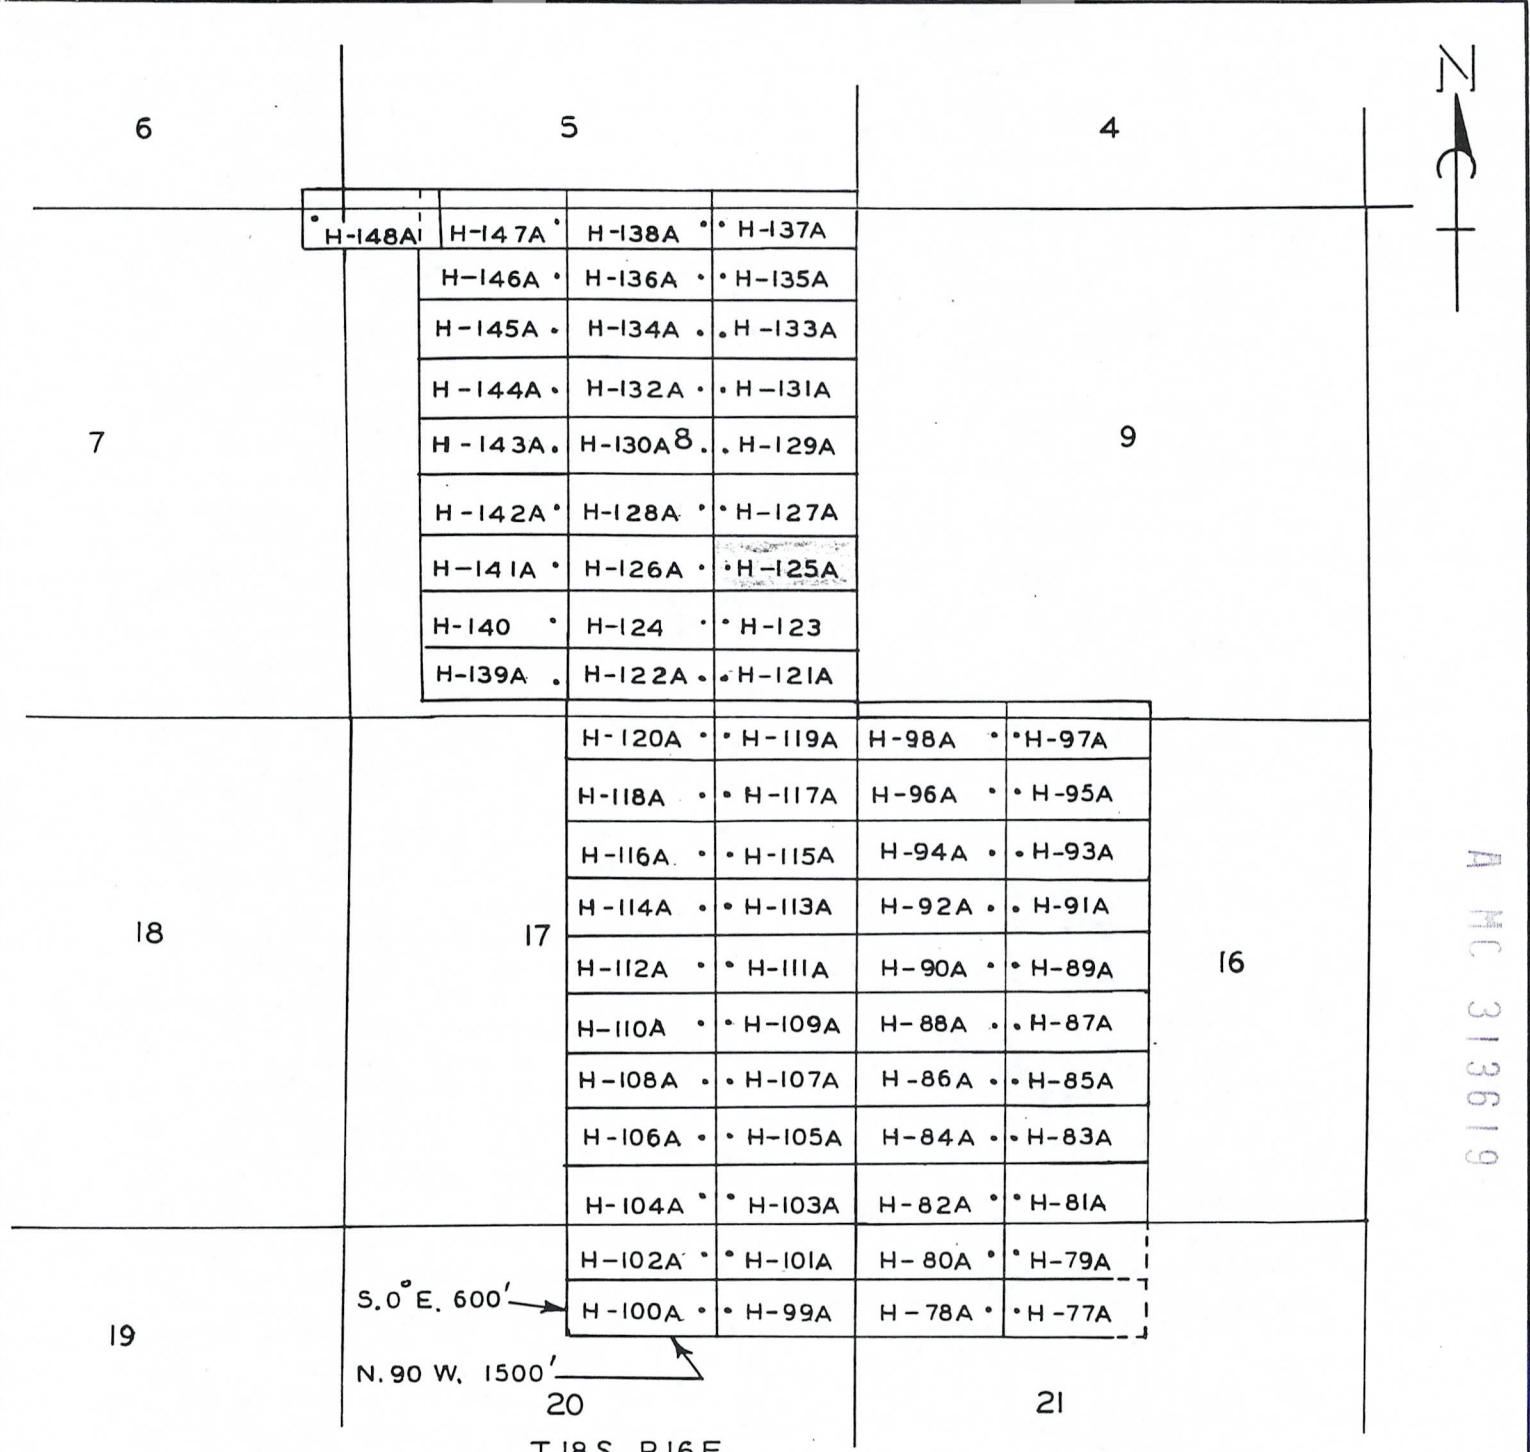 N
6 5 4
H-148A H-147A H-138A H-137A
H-146A H-136A H-135A
H-145A H-134A H-133A
H-144A H-132A H-131A
7 H-143A H-130A 8 H-129A 9
H-142A H-128A H-127A
H-141A H-126A H-125A
H-140 H-124 H-123
H-139A H-122A H-121A
H-120A H-119A H-98A H-97A
H-118A H-117A H-96A H-95A
H-116A H-115A H-94A H-93A
H-114A H-113A H-92A H-91A
18 17 16
H-112A H-111A H-90A H-89A
H-110A H-109A H-88A H-87A
H-108A H-107A H-86A H-85A
H-106A H-105A H-84A H-83A
H-104A H-103A H-82A H-81A
H-102A H-101A H-80A H-79A
S.0° E. 600'
H-100A H-99A H-78A H-77A
19
N.90 W. 1500'
20 21
T.18 S. R.16 E.
A MC 313619